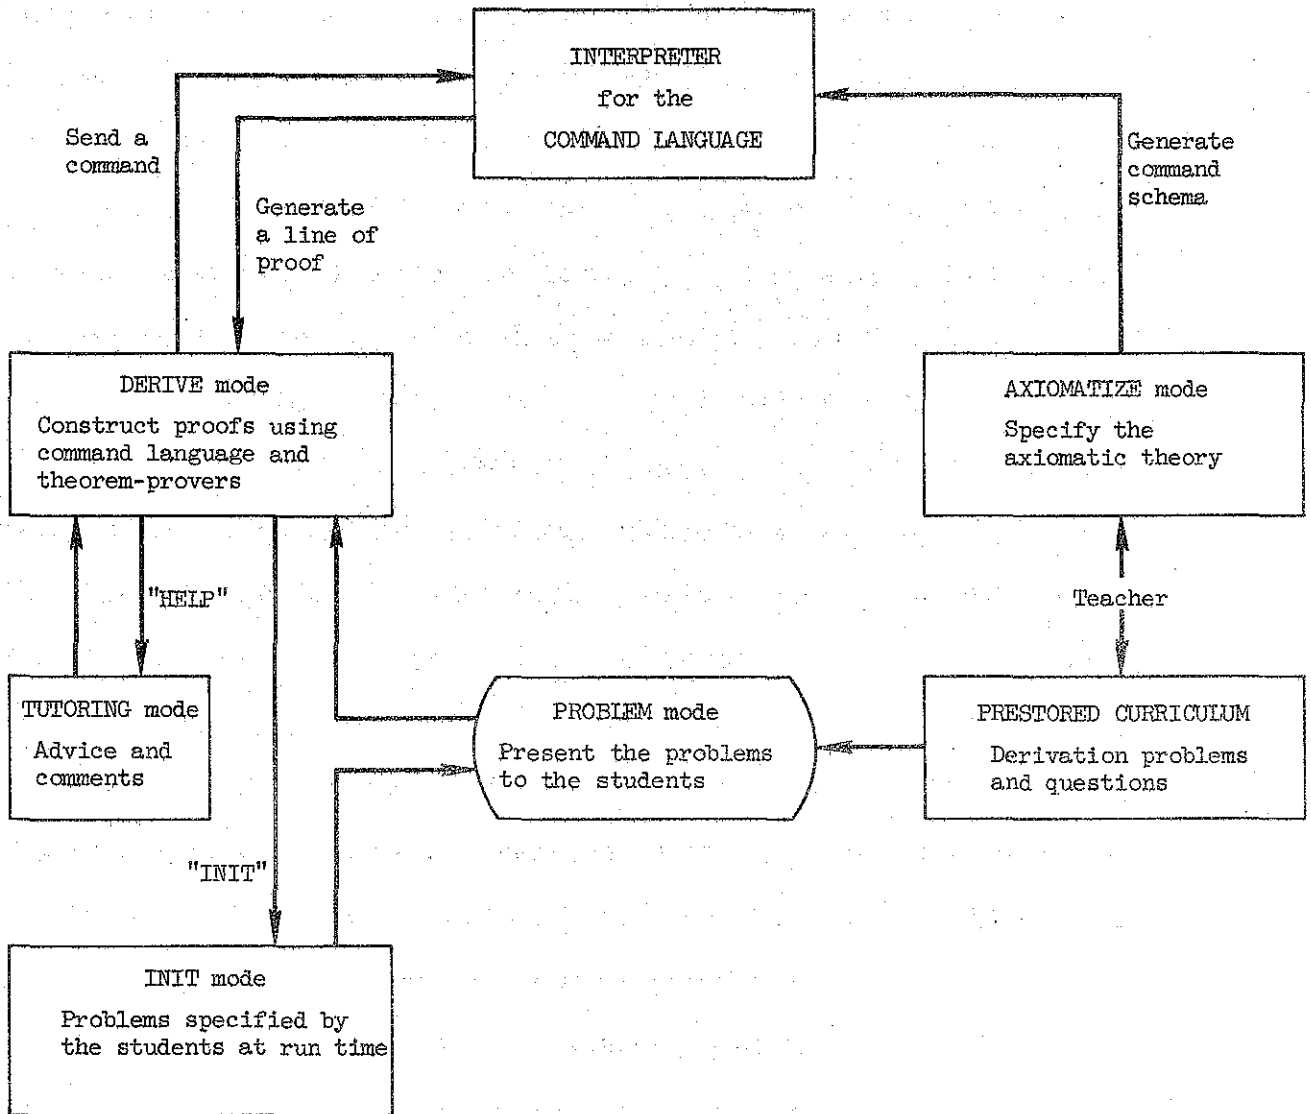 INTERPRETER
for the
COMMAND LANGUAGE
Send a
command
Generate
a line of
proof
Generate
command
schema
DERIVE mode
Construct proofs using
command language and
theorem-provers
AXIOMATIZE mode
Specify the
axiomatic theory
"HELP"
Teacher
TUTORING mode
Advice and
comments
PROBLEM mode
Present the problems
to the students
PRESTORED CURRICULUM
Derivation problems
and questions
"INIT"
INIT mode
Problems specified by
the students at run time